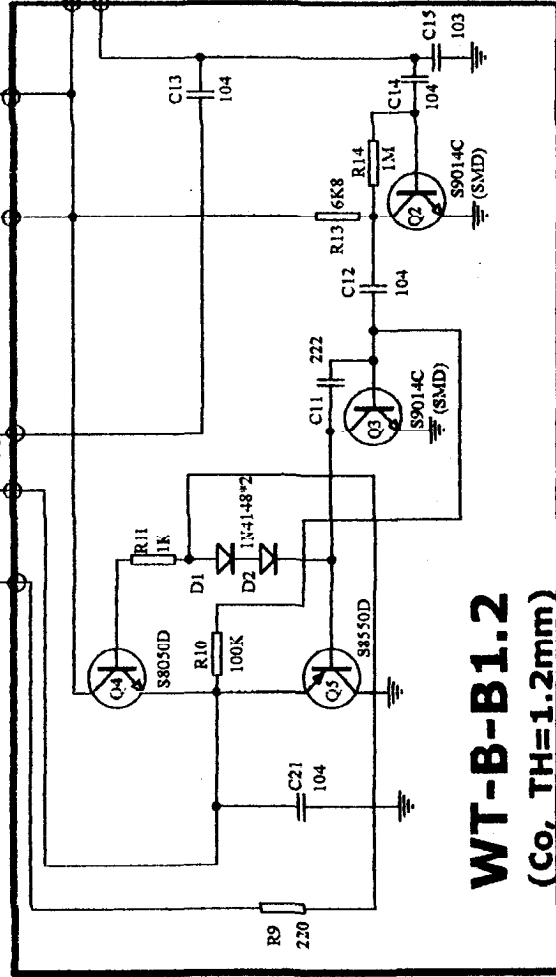 C15
103
C13
104
C14
104
R14
1M
S9014C
(SMD)
Q2
R13
6K8
C12
104
222
C11
S9014C
(SMD)
Q3
R11
1K
1N4148*2
D1
D2
S8050D
Q4
R10
100K
S8550D
Q5
C21
104
R9
220
WT-B-B1.2
(Co, TH=1.2mm)